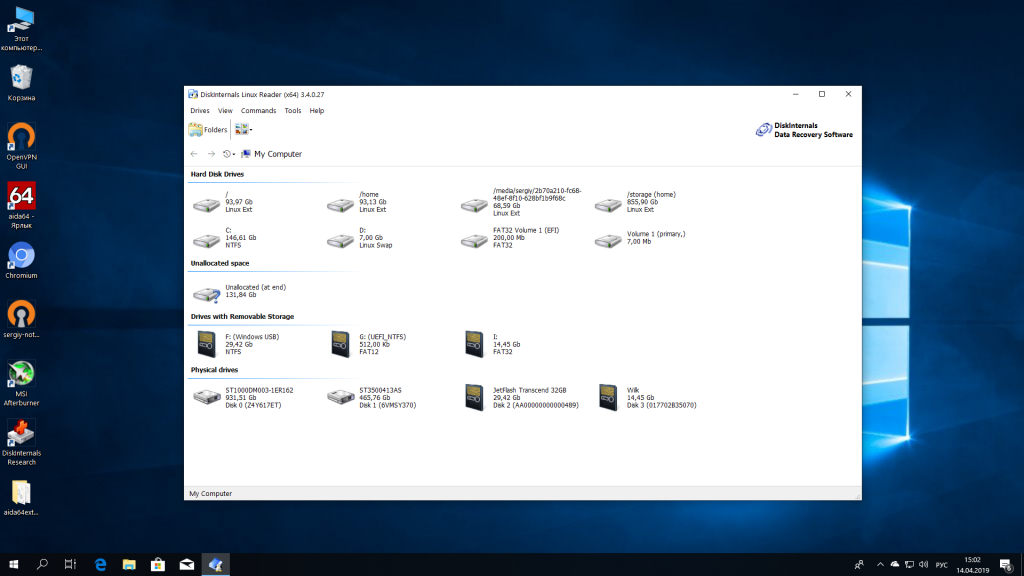 Этот
компьютер...
Корзина
OpenVPN
GUI
64
aida64 -
Ярлык
Chromium
sergiy-not...
MSI
Afterburner
DiskInternals
Research
aida64ext...
DiskInternals Linux Reader (x64) 3.4.0.27
Drives View Commands Tools Help
Folders
DiskInternals
Data Recovery Software
My Computer
Hard Disk Drives
/
93,97 Gb
Linux Ext
/home
93,13 Gb
Linux Ext
/media/sergiy/2b70a210-fc68-
48ef-8f10-628bf1b9f68c
68,59 Gb
Linux Ext
/storage (home)
855,90 Gb
Linux Ext
C:
146,61 Gb
NTFS
D:
7,00 Gb
Linux Swap
FAT32 Volume 1 (EFI)
200,00 Mb
FAT32
Volume 1 (primary,)
7,00 Mb
Unallocated space
Unallocated (at end)
131,84 Gb
Drives with Removable Storage
F: (Windows USB)
29,42 Gb
NTFS
G: (UEFI_NTFS)
512,00 Kb
FAT12
I:
14,45 Gb
FAT32
Physical drives
ST1000DM003-1ER162
931,51 Gb
Disk 0 (Z4Y617ET)
ST3500413AS
465,76 Gb
Disk 1 (6VMSY370)
JetFlash Transcend 32GB
29,42 Gb
Disk 2 (AA00000000000489)
Wilk
14,45 Gb
Disk 3 (017702B35070)
My Computer
РУС
15:02
14.04.2019
6